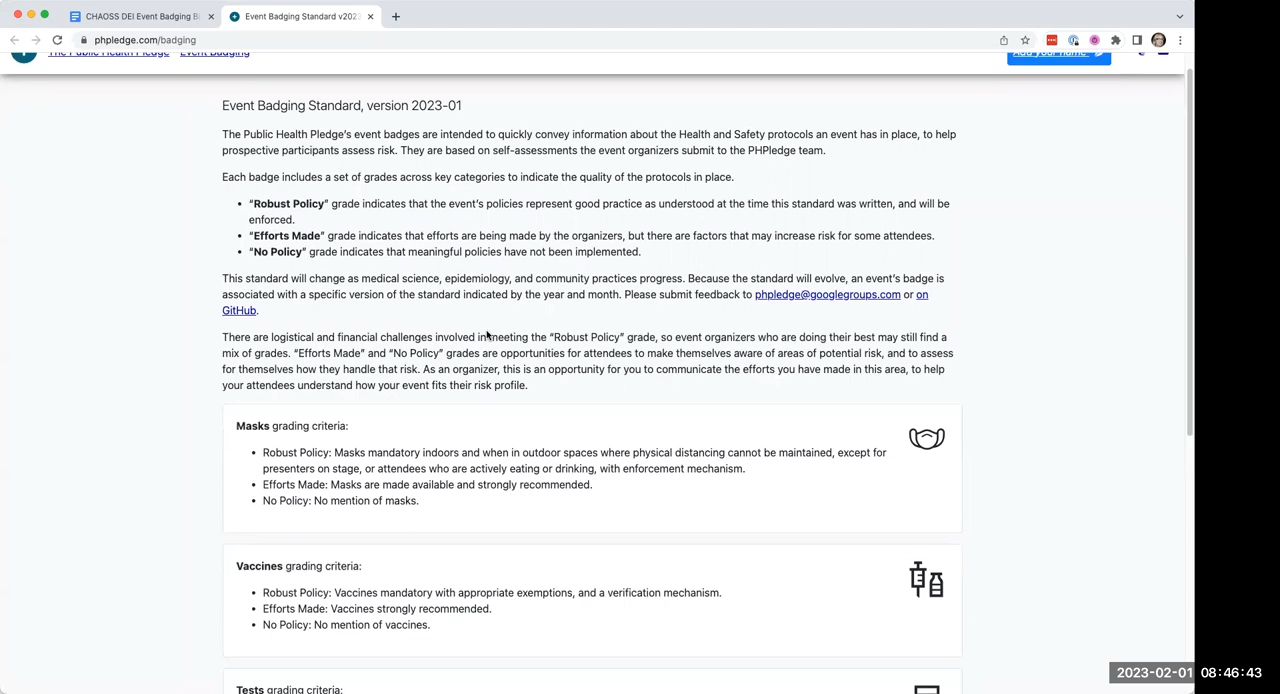 CHAOSS DEI Event Badging Bi
Event Badging Standard v2023
phpledge.com/badging
The Public Health Pledge Event Badging
Add your name
Event Badging Standard, version 2023-01
The Public Health Pledge’s event badges are intended to quickly convey information about the Health and Safety protocols an event has in place, to help
prospective participants assess risk. They are based on self-assessments the event organizers submit to the PHPledge team.
Each badge includes a set of grades across key categories to indicate the quality of the protocols in place.
• “Robust Policy” grade indicates that the event’s policies represent good practice as understood at the time this standard was written, and will be
enforced.
• “Efforts Made” grade indicates that efforts are being made by the organizers, but there are factors that may increase risk for some attendees.
• “No Policy” grade indicates that meaningful policies have not been implemented.
This standard will change as medical science, epidemiology, and community practices progress. Because the standard will evolve, an event’s badge is
associated with a specific version of the standard indicated by the year and month. Please submit feedback to phpledge@googlegroups.com or on
GitHub.
There are logistical and financial challenges involved in meeting the “Robust Policy” grade, so event organizers who are doing their best may still find a
mix of grades. “Efforts Made” and “No Policy” grades are opportunities for attendees to make themselves aware of areas of potential risk, and to assess
for themselves how they handle that risk. As an organizer, this is an opportunity for you to communicate the efforts you have made in this area, to help
your attendees understand how your event fits their risk profile.
Masks grading criteria:
• Robust Policy: Masks mandatory indoors and when in outdoor spaces where physical distancing cannot be maintained, except for
presenters on stage, or attendees who are actively eating or drinking, with enforcement mechanism.
• Efforts Made: Masks are made available and strongly recommended.
• No Policy: No mention of masks.
Vaccines grading criteria:
• Robust Policy: Vaccines mandatory with appropriate exemptions, and a verification mechanism.
• Efforts Made: Vaccines strongly recommended.
• No Policy: No mention of vaccines.
Tests grading criteria:
2023-02-01 08:46:43